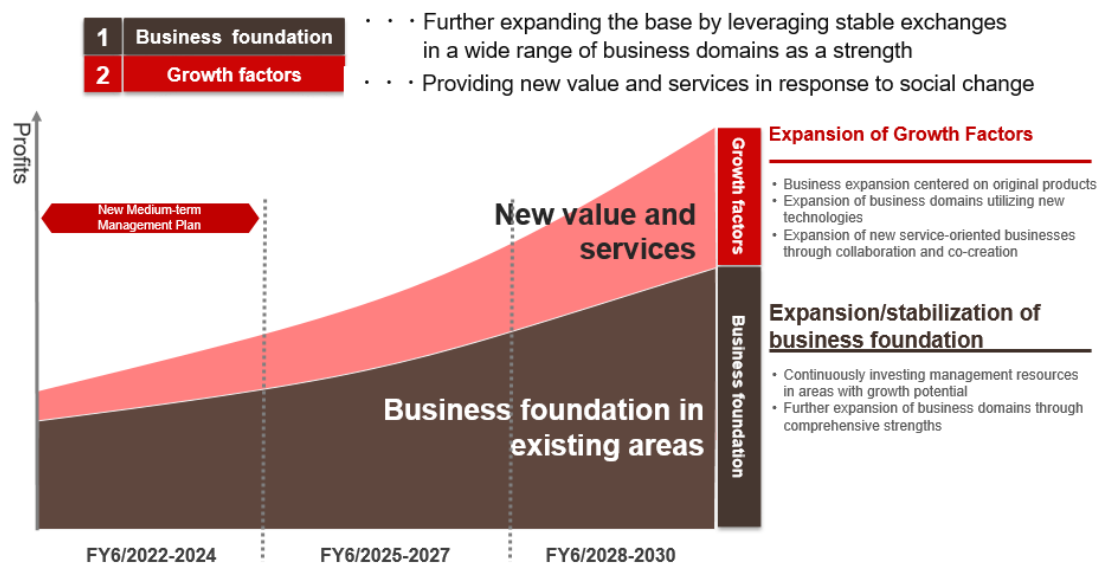 1 Business foundation
・・・Further expanding the base by leveraging stable exchanges
in a wide range of business domains as a strength
2 Growth factors
・・・Providing new value and services in response to social change
Profits
New Medium-term
Management Plan
New value and
services
Business foundation in
existing areas
Growth factors
Business foundation
Expansion of Growth Factors
• Business expansion centered on original products
• Expansion of business domains utilizing new
technologies
• Expansion of new service-oriented businesses
through collaboration and co-creation
Expansion/stabilization of
business foundation
• Continuously investing management resources
in areas with growth potential
• Further expansion of business domains through
comprehensive strengths
FY6/2022-2024
FY6/2025-2027
FY6/2028-2030